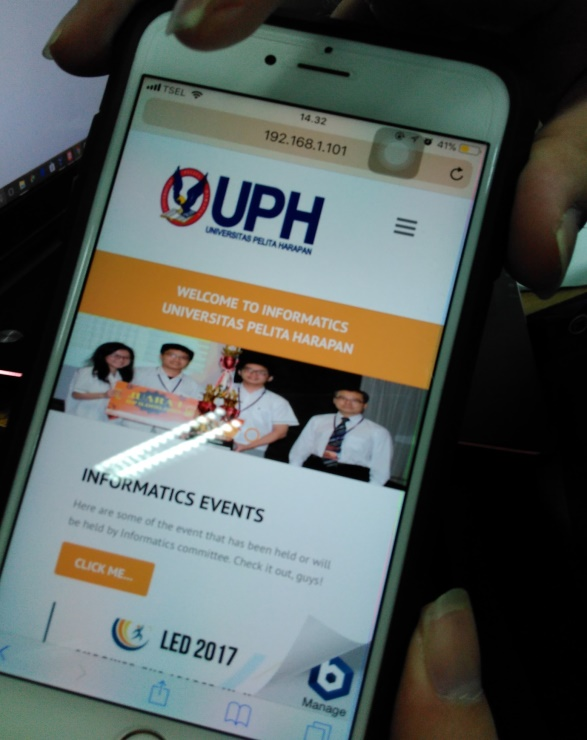 TSEL
14.32
41%
192.168.1.101
UPH
UNIVERSITAS PELITA HARAPAN
WELCOME TO INFORMATICS
UNIVERSITAS PELITA HARAPAN
INFORMATICS EVENTS
Here are some of the event that has been held or will
be held by Informatics committee. Check it out, guys!
CLICK ME...
LED 2017
Manage